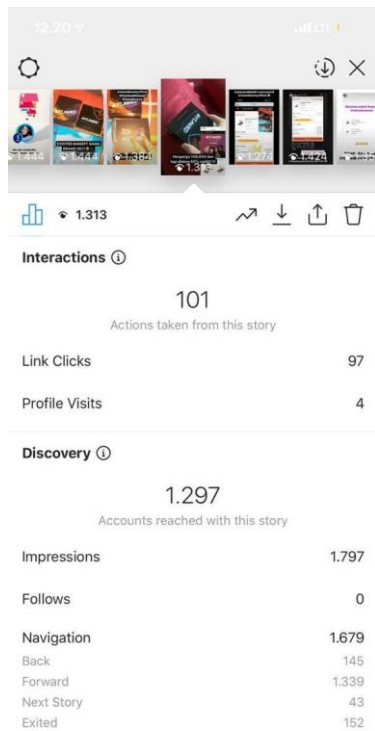 12.20
LTE
1.444
1.444
1.384
1.313
1.277
1.424
1.313
Interactions
101
Actions taken from this story
Link Clicks 97
Profile Visits 4
Discovery
1.297
Accounts reached with this story
Impressions 1.797
Follows 0
Navigation 1.679
Back 145
Forward 1.339
Next Story 43
Exited 152